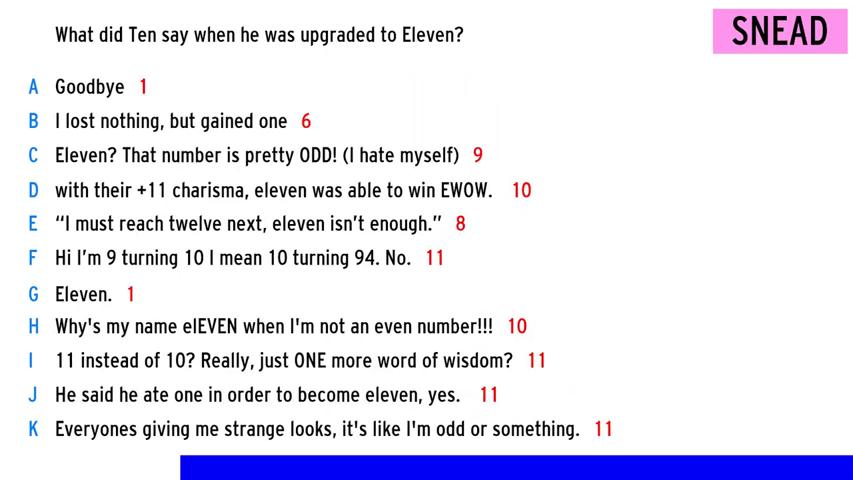 What did Ten say when he was upgraded to Eleven?
SNEAD
A Goodbye 1
B I lost nothing, but gained one 6
C Eleven? That number is pretty ODD! (I hate myself) 9
D with their +11 charisma, eleven was able to win EWOW. 10
E “I must reach twelve next, eleven isn’t enough.” 8
F Hi I’m 9 turning 10 I mean 10 turning 94. No. 11
G Eleven. 1
H Why's my name elEVEN when I'm not an even number!!! 10
I 11 instead of 10? Really, just ONE more word of wisdom? 11
J He said he ate one in order to become eleven, yes. 11
K Everyones giving me strange looks, it's like I'm odd or something. 11